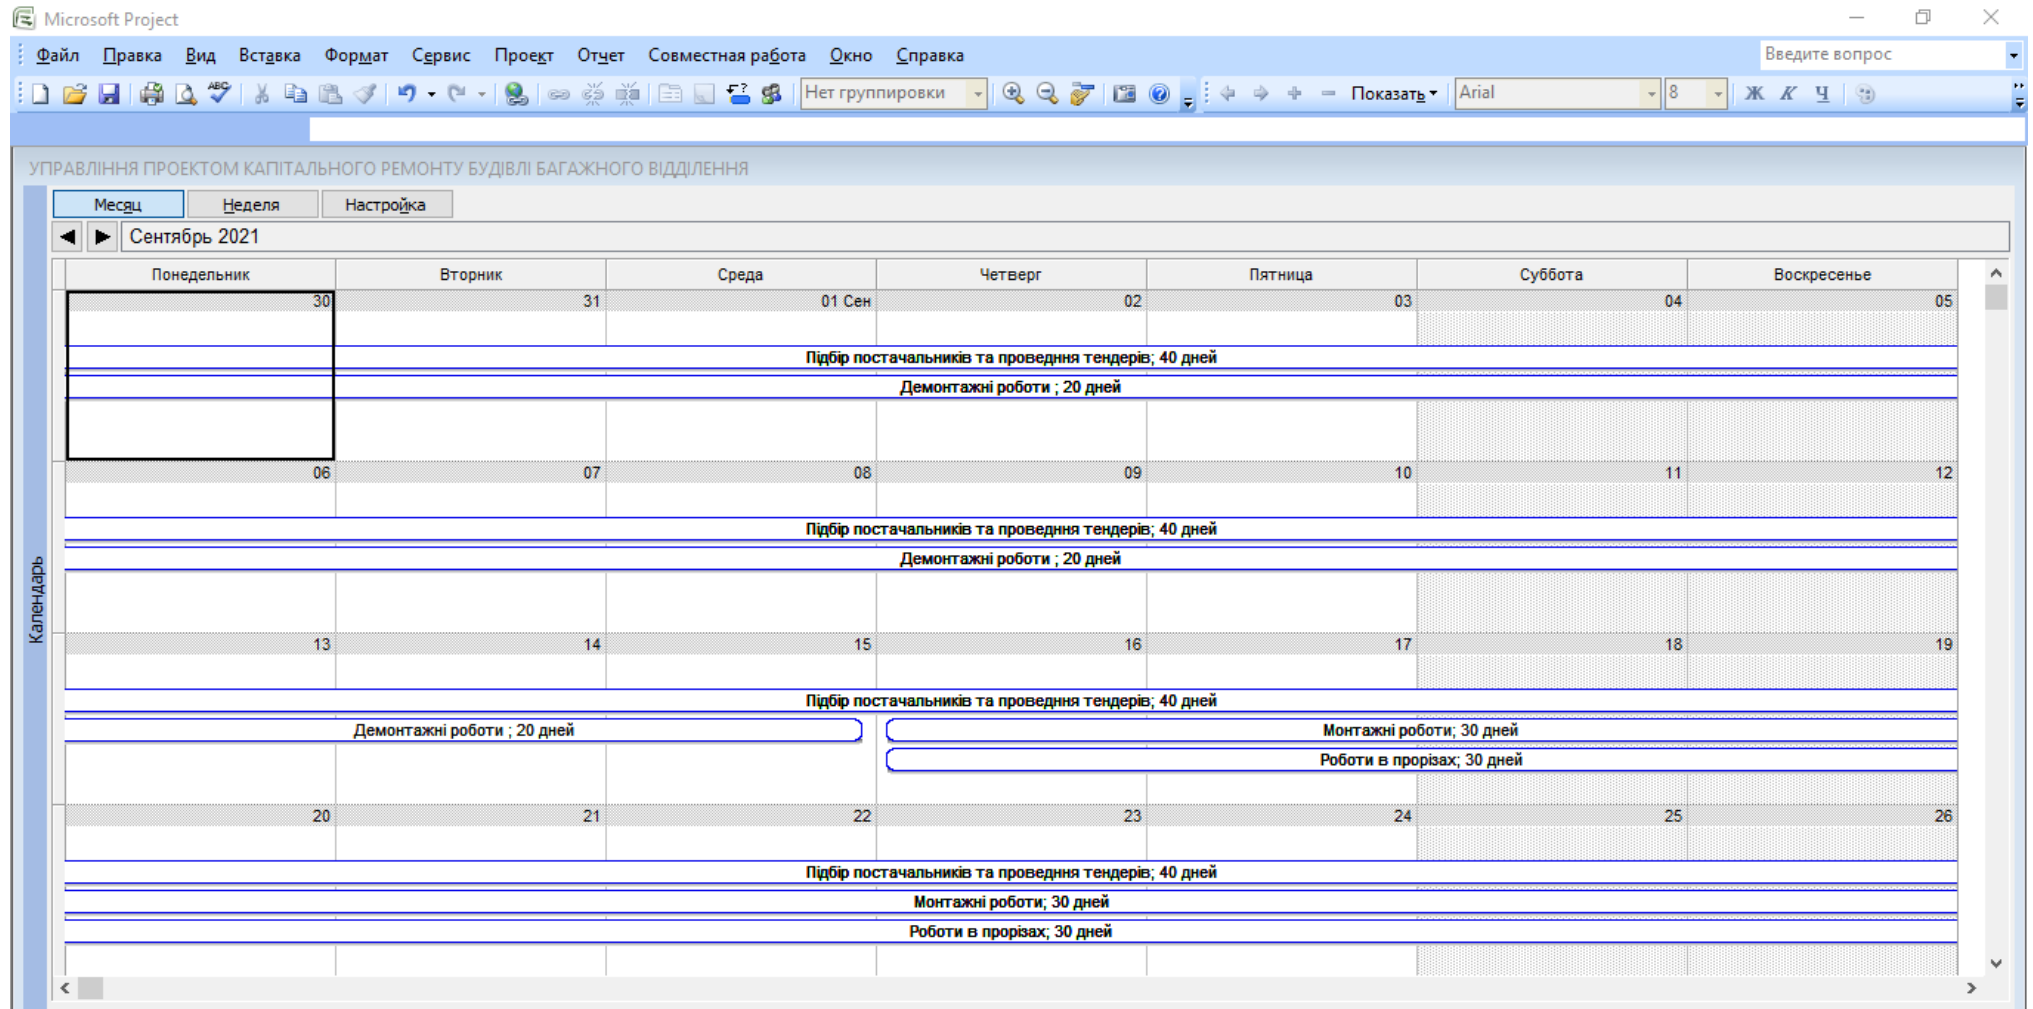 Microsoft Project
Файл Правка Вид Вставка Формат Сервис Проект Отчет Совместная работа Окно Справка Введите вопрос
Нет группировки Показать Arial 8 Ж К Ч
УПРАВЛІННЯ ПРОЕКТОМ КАПІТАЛЬНОГО РЕМОНТУ БУДІВЛІ БАГАЖНОГО ВІДДІЛЕННЯ
Месяц Неделя Настройка
Сентябрь 2021
Понедельник Вторник Среда Четверг Пятница Суббота Воскресенье
30 31 01 Сен 02 03 04 05
Підбір постачальників та проведння тендерів; 40 дней
Демонтажні роботи ; 20 дней
06 07 08 09 10 11 12
Підбір постачальників та проведння тендерів; 40 дней
Демонтажні роботи ; 20 дней
Календарь
13 14 15 16 17 18 19
Підбір постачальників та проведння тендерів; 40 дней
Демонтажні роботи ; 20 дней Монтажні роботи; 30 дней
Роботи в прорізах; 30 дней
20 21 22 23 24 25 26
Підбір постачальників та проведння тендерів; 40 дней
Монтажні роботи; 30 дней
Роботи в прорізах; 30 дней